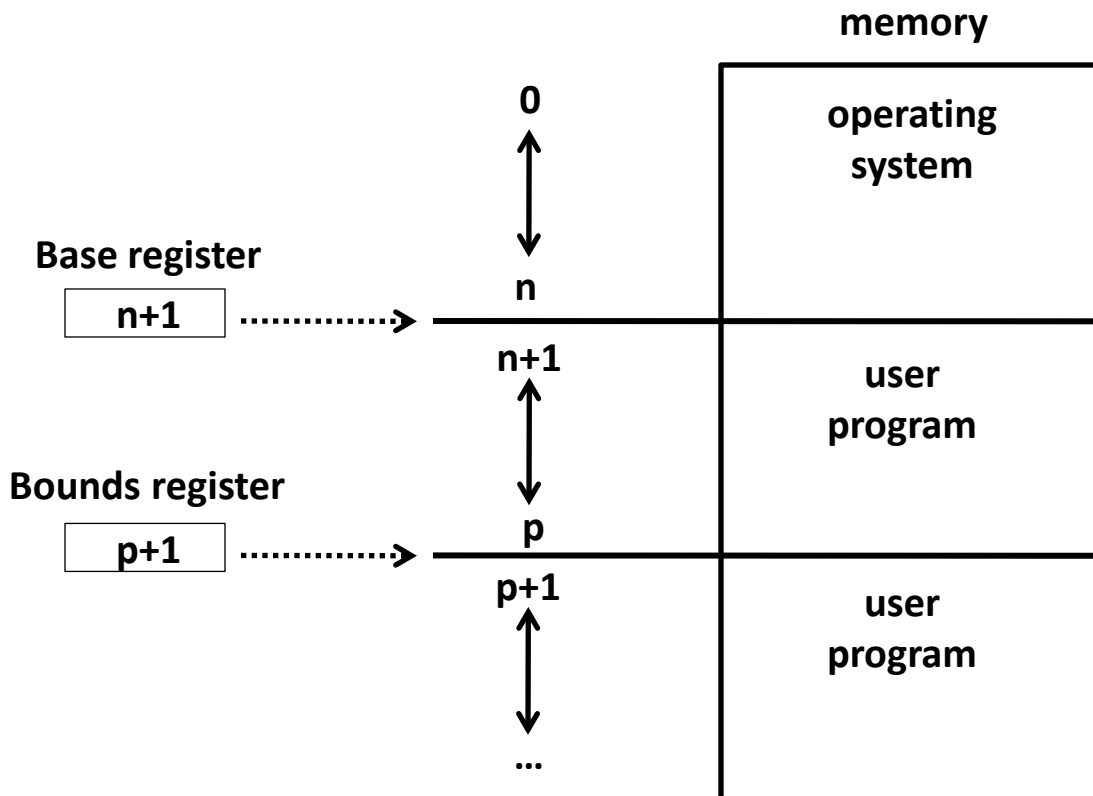 memory
0
operating
system
Base register
n
n+1
n+1
user
program
Bounds register
p
p+1
p+1
user
program
...